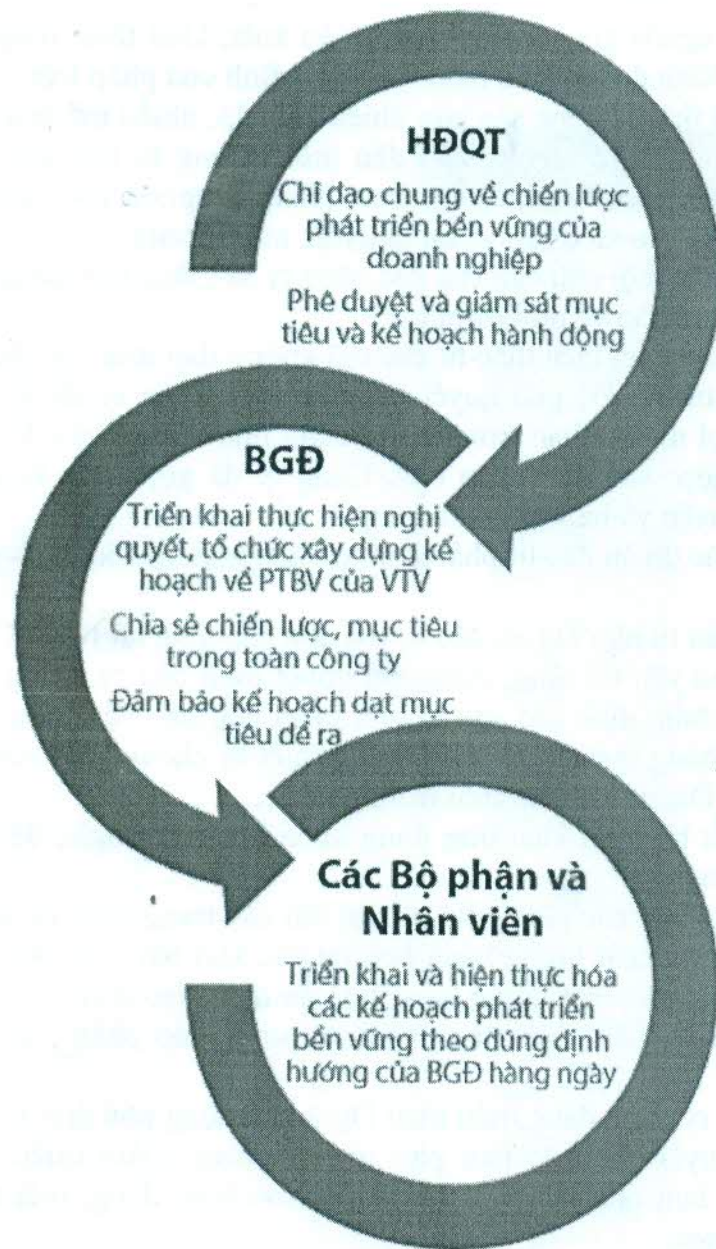 HĐQT
Chỉ đạo chung về chiến lược
phát triển bền vững của
doanh nghiệp
Phê duyệt và giám sát mục
tiêu và kế hoạch hành động
BGĐ
Triển khai thực hiện nghị
quyết, tổ chức xây dựng kế
hoạch về PTBV của VTV
Chia sẻ chiến lược, mục tiêu
trong toàn công ty
Đảm bảo kế hoạch đạt mục
tiêu đề ra
Các Bộ phận và
Nhân viên
Triển khai và hiện thực hóa
các kế hoạch phát triển
bền vững theo đúng định
hướng của BGĐ hàng ngày